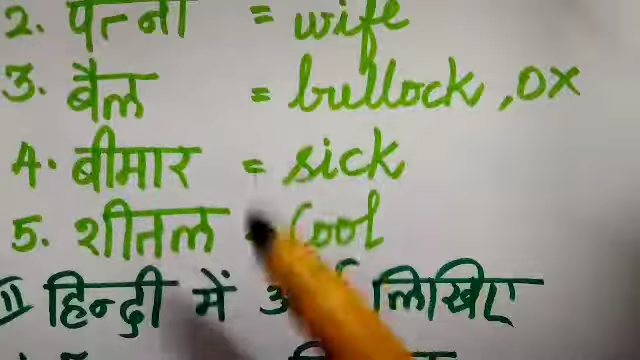 2. पत्नी = wife
3. बैल = bullock, OX
4. बीमार = sick
5. शीतल = Cool
II हिन्दी में लिखिए